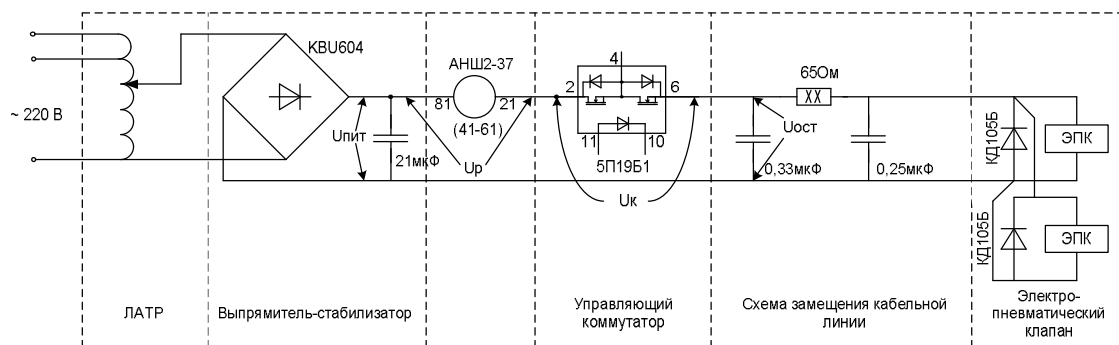 ~ 220 В
KBU604
Uпит
21мкФ
АНШ2-37
81
21
(41-61)
Uр
4
2
6
11
10
5П19Б1
Uк
65Ом
Uост
0,33мкФ
0,25мкФ
КД105Б
ЭПК
КД105Б
ЭПК
ЛАТР
Выпрямитель-стабилизатор
Управляющий
коммутатор
Схема замещения кабельной
линии
Электро-
пневматический
клапан